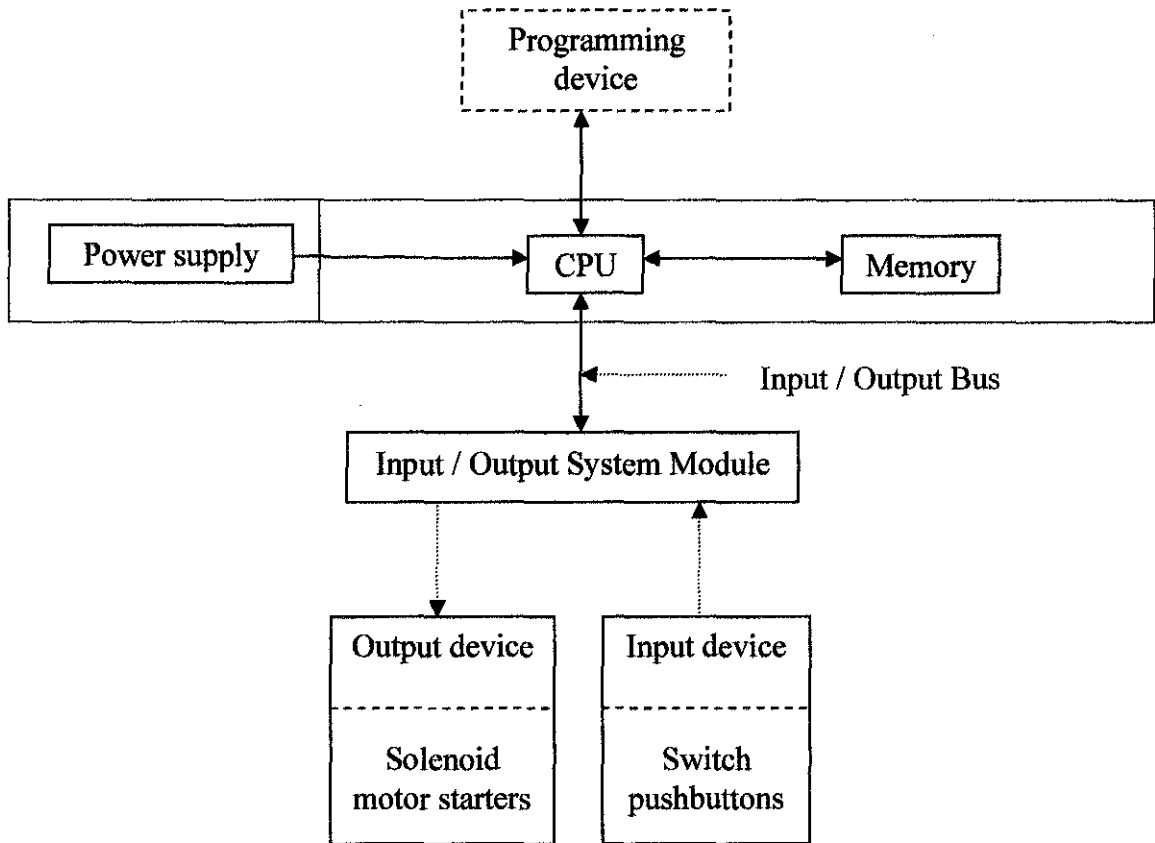 Programming
device
Power supply
CPU
Memory
Input / Output Bus
Input / Output System Module
Output device
Input device
Solenoid
motor starters
Switch
pushbuttons